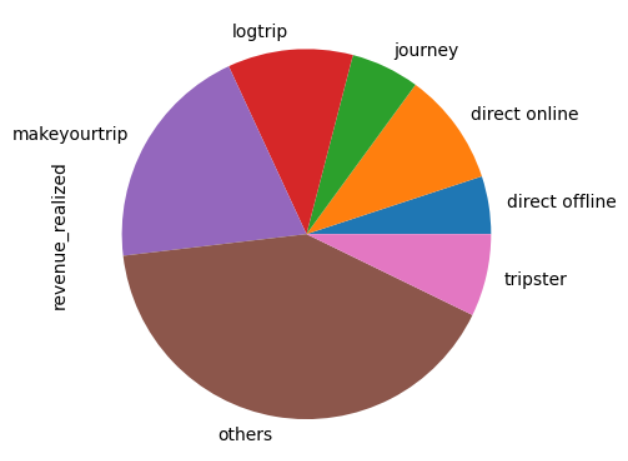 logtrip
journey
direct online
makeyourtrip
direct offline
revenue_realized
tripster
others